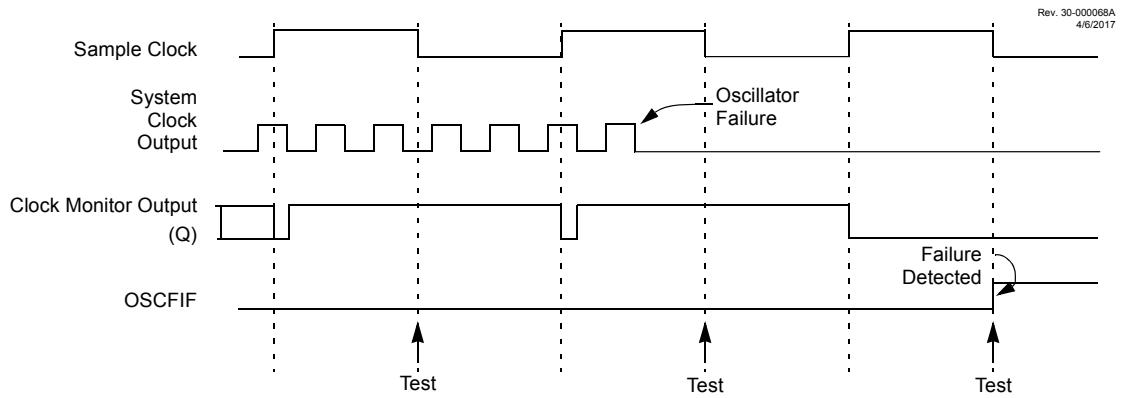 Rev. 30-000068A
4/6/2017
Sample Clock
System
Clock
Output
Oscillator
Failure
Clock Monitor Output
(Q)
Failure
Detected
OSCFIF
Test
Test
Test